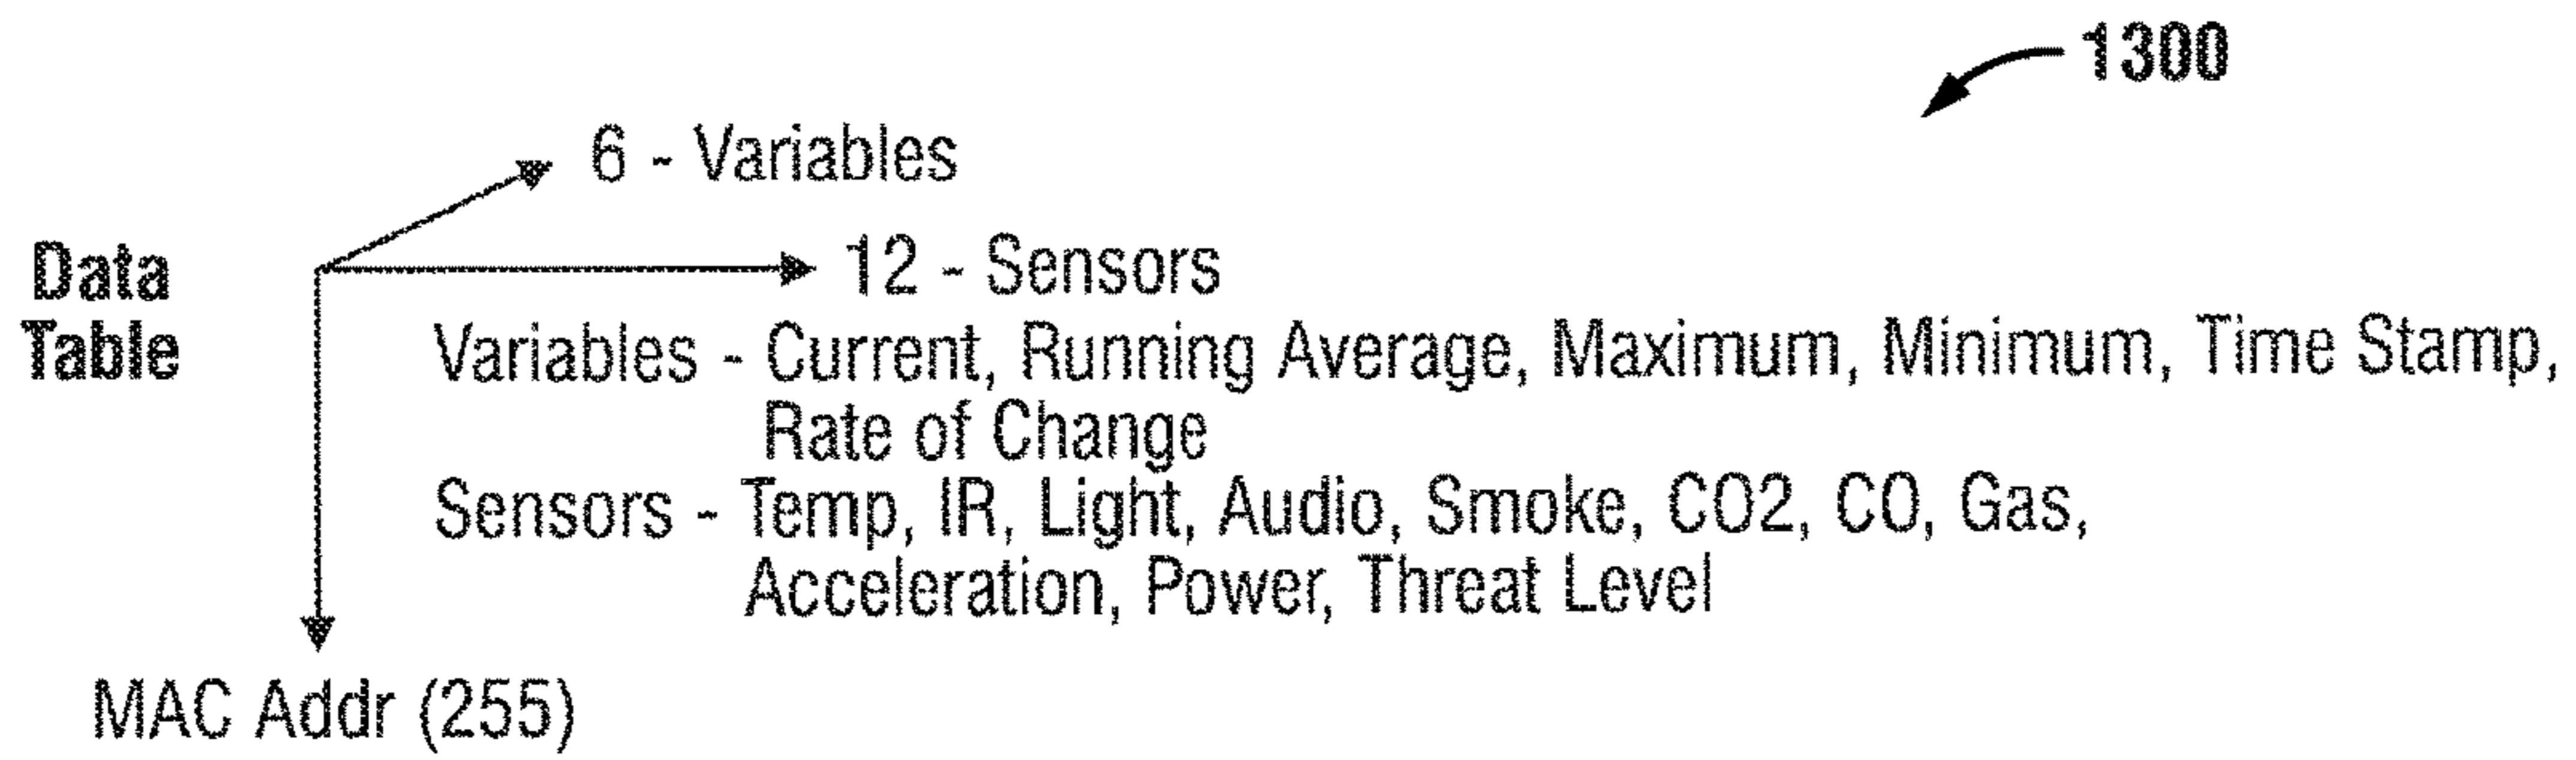 1300
6 - Variables
12 - Sensors
Data
Table
Variables - Current, Running Average, Maximum, Minimum, Time Stamp,
Rate of Change
Sensors - Temp, IR, Light, Audio, Smoke, CO2, CO, Gas,
Acceleration, Power, Threat Level
MAC Addr (255)